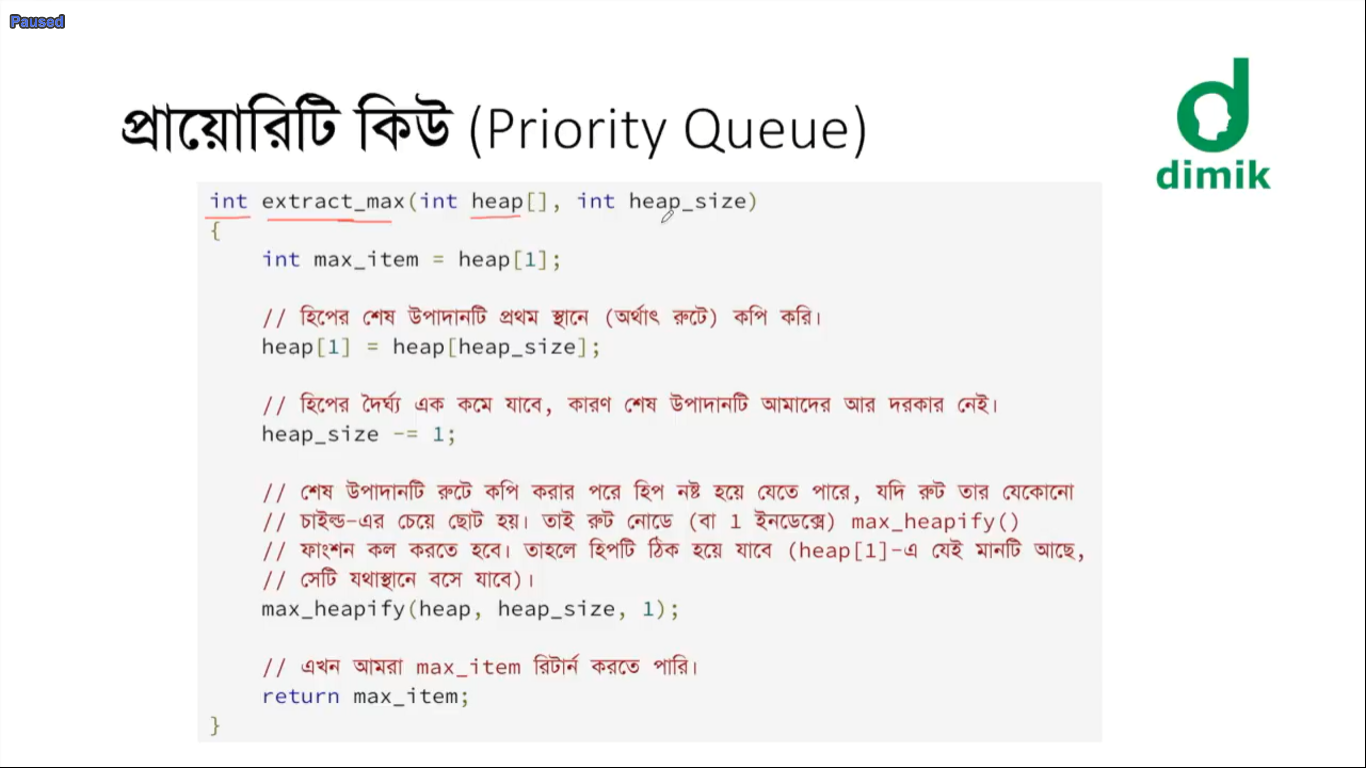 Paused
প্রায়োরিটি কিউ (Priority Queue)
dimik
int extract_max(int heap[], int heap_size)
{
int max_item = heap[1];
// হিপের শেষ উপাদানটি প্রথম স্থানে (অর্থাৎ রুটে) কপি করি।
heap[1] = heap[heap_size];
// হিপের দৈর্ঘ্য এক কমে যাবে, কারণ শেষ উপাদানটি আমাদের আর দরকার নেই।
heap_size -= 1;
// শেষ উপাদানটি রুটে কপি করার পরে হিপ নষ্ট হয়ে যেতে পারে, যদি রুট তার যেকোনো
// চাইল্ড-এর চেয়ে ছোট হয়। তাই রুট নোডে (বা 1 ইনডেক্সে) max_heapify()
// ফাংশন কল করতে হবে। তাহলে হিপটি ঠিক হয়ে যাবে (heap[1]-এ যেই মানটি আছে,
// সেটি যথাস্থানে বসে যাবে)।
max_heapify(heap, heap_size, 1);
// এখন আমরা max_item রিটার্ন করতে পারি।
return max_item;
}